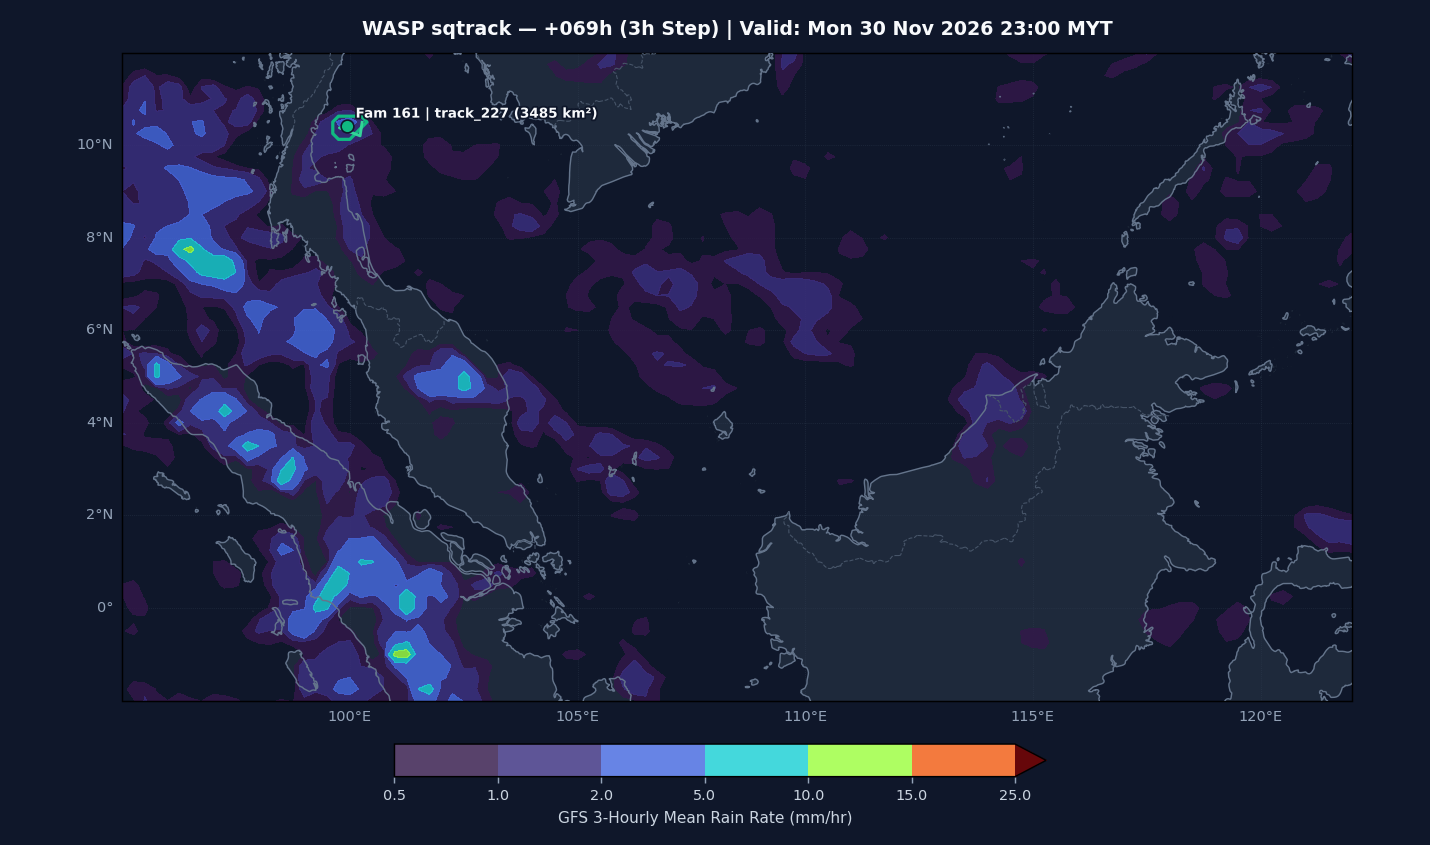 WASP sqtrack — +069h (3h Step) | Valid: Mon 30 Nov 2026 23:00 MYT
Fam 161 | track_227 (3485 km²)
10°N
8°N
6°N
4°N
2°N
0°
100°E 105°E 110°E 115°E 120°E
0.5 1.0 2.0 5.0 10.0 15.0 25.0
GFS 3-Hourly Mean Rain Rate (mm/hr)